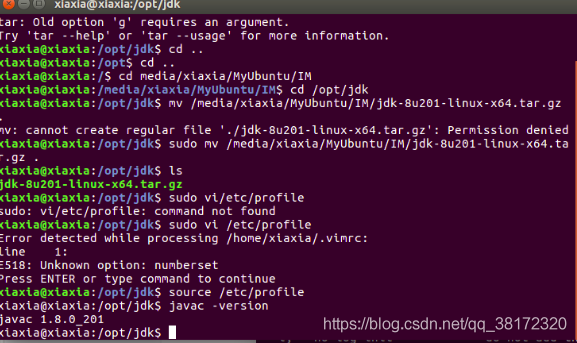 xiaxia@xiaxia:/opt/jdk
tar: Old option 'g' requires an argument.
Try 'tar --help' or 'tar --usage' for more information.
xiaxia@xiaxia:/opt/jdk$ cd ..
xiaxia@xiaxia:/opt$ cd ..
xiaxia@xiaxia:/$ cd media/xiaxia/MyUbuntu/IM
xiaxia@xiaxia:/media/xiaxia/MyUbuntu/IM$ cd /opt/jdk
xiaxia@xiaxia:/opt/jdk$ mv /media/xiaxia/MyUbuntu/IM/jdk-8u201-linux-x64.tar.gz
.
mv: cannot create regular file './jdk-8u201-linux-x64.tar.gz': Permission denied
xiaxia@xiaxia:/opt/jdk$ sudo mv /media/xiaxia/MyUbuntu/IM/jdk-8u201-linux-x64.ta
r.gz .
xiaxia@xiaxia:/opt/jdk$ ls
jdk-8u201-linux-x64.tar.gz
xiaxia@xiaxia:/opt/jdk$ sudo vi/etc/profile
sudo: vi/etc/profile: command not found
xiaxia@xiaxia:/opt/jdk$ sudo vi /etc/profile
Error detected while processing /home/xiaxia/.vimrc:
line    1:
E518: Unknown option: numberset
Press ENTER or type command to continue
xiaxia@xiaxia:/opt/jdk$ source /etc/profile
xiaxia@xiaxia:/opt/jdk$ javac -version
javac 1.8.0_201
xiaxia@xiaxia:/opt/jdk$
https://blog.csdn.net/qq_38172320